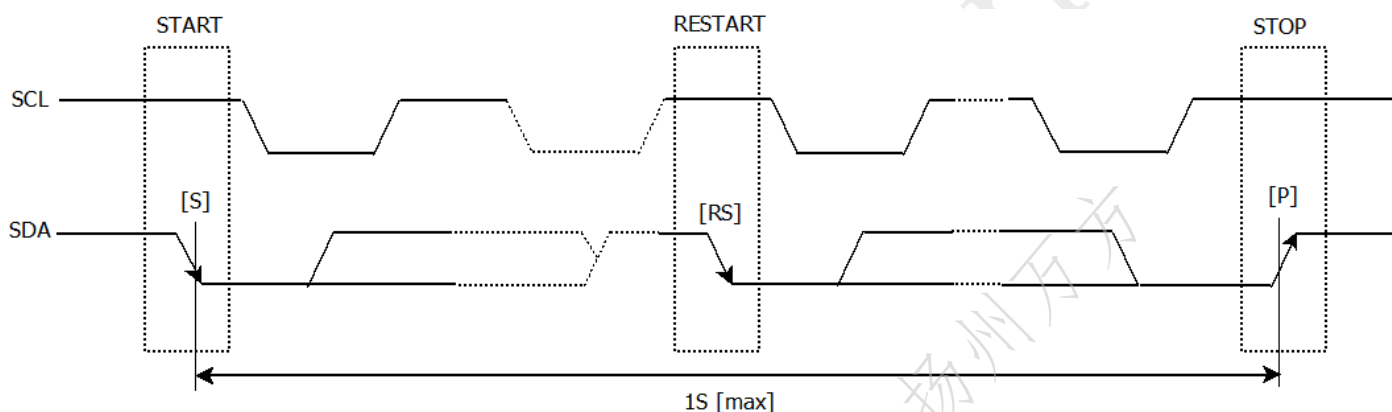 START
RESTART
STOP
SCL
[S]
[RS]
[P]
SDA
1S [max]
扬州万方